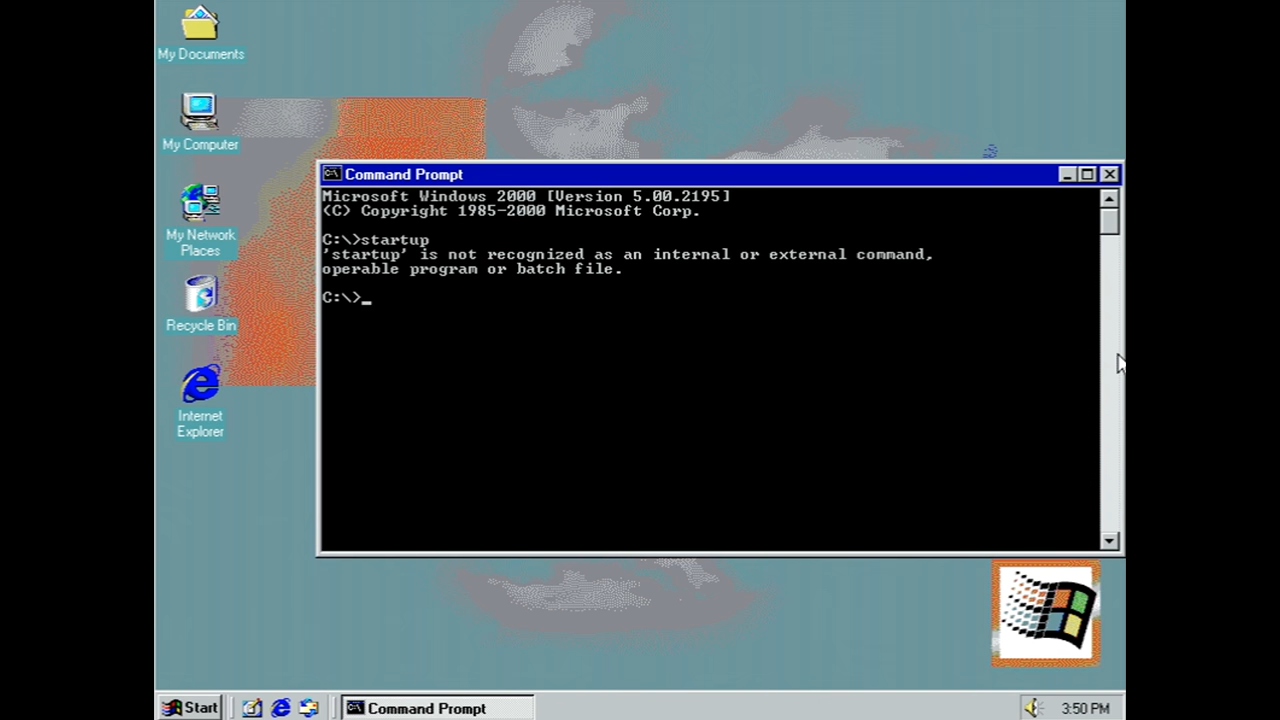 My Documents
My Computer
My Network
Places
Recycle Bin
Internet
Explorer
Command Prompt
Microsoft Windows 2000 [Version 5.00.2195]
(C) Copyright 1985-2000 Microsoft Corp.
C:\>startup
'startup' is not recognized as an internal or external command,
operable program or batch file.
C:\>_
Start
Command Prompt
3:50 PM